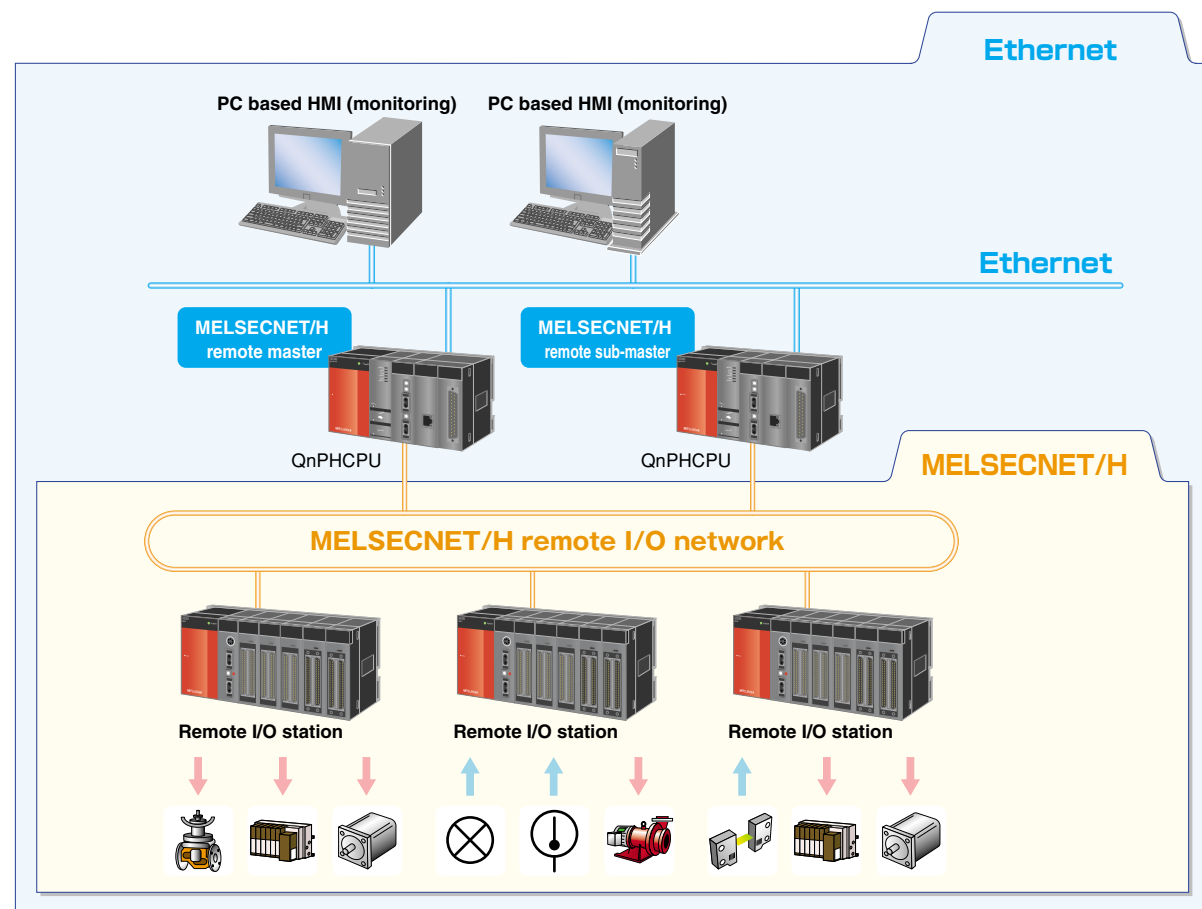 Ethernet
PC based HMI (monitoring)
PC based HMI (monitoring)
Ethernet
MELSECNET/H
remote master
MELSECNET/H
remote sub-master
QnPHCPU
QnPHCPU
MELSECNET/H
MELSECNET/H remote I/O network
Remote I/O station
Remote I/O station
Remote I/O station